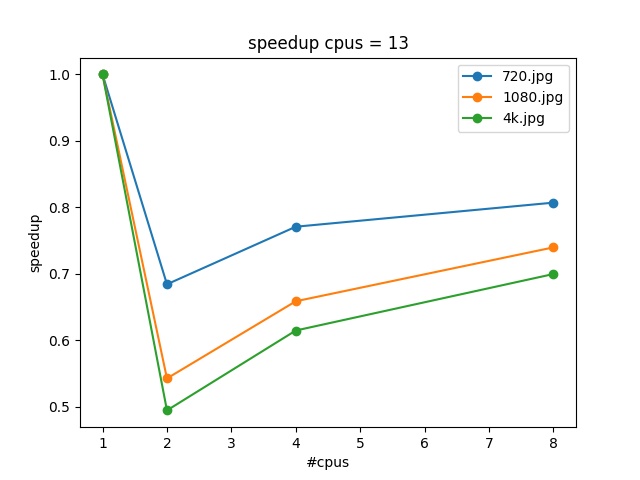 speedup cpus = 13
720.jpg
1080.jpg
4k.jpg
1.0
0.9
0.8
0.7
0.6
0.5
speedup
1 2 3 4 5 6 7 8
#cpus